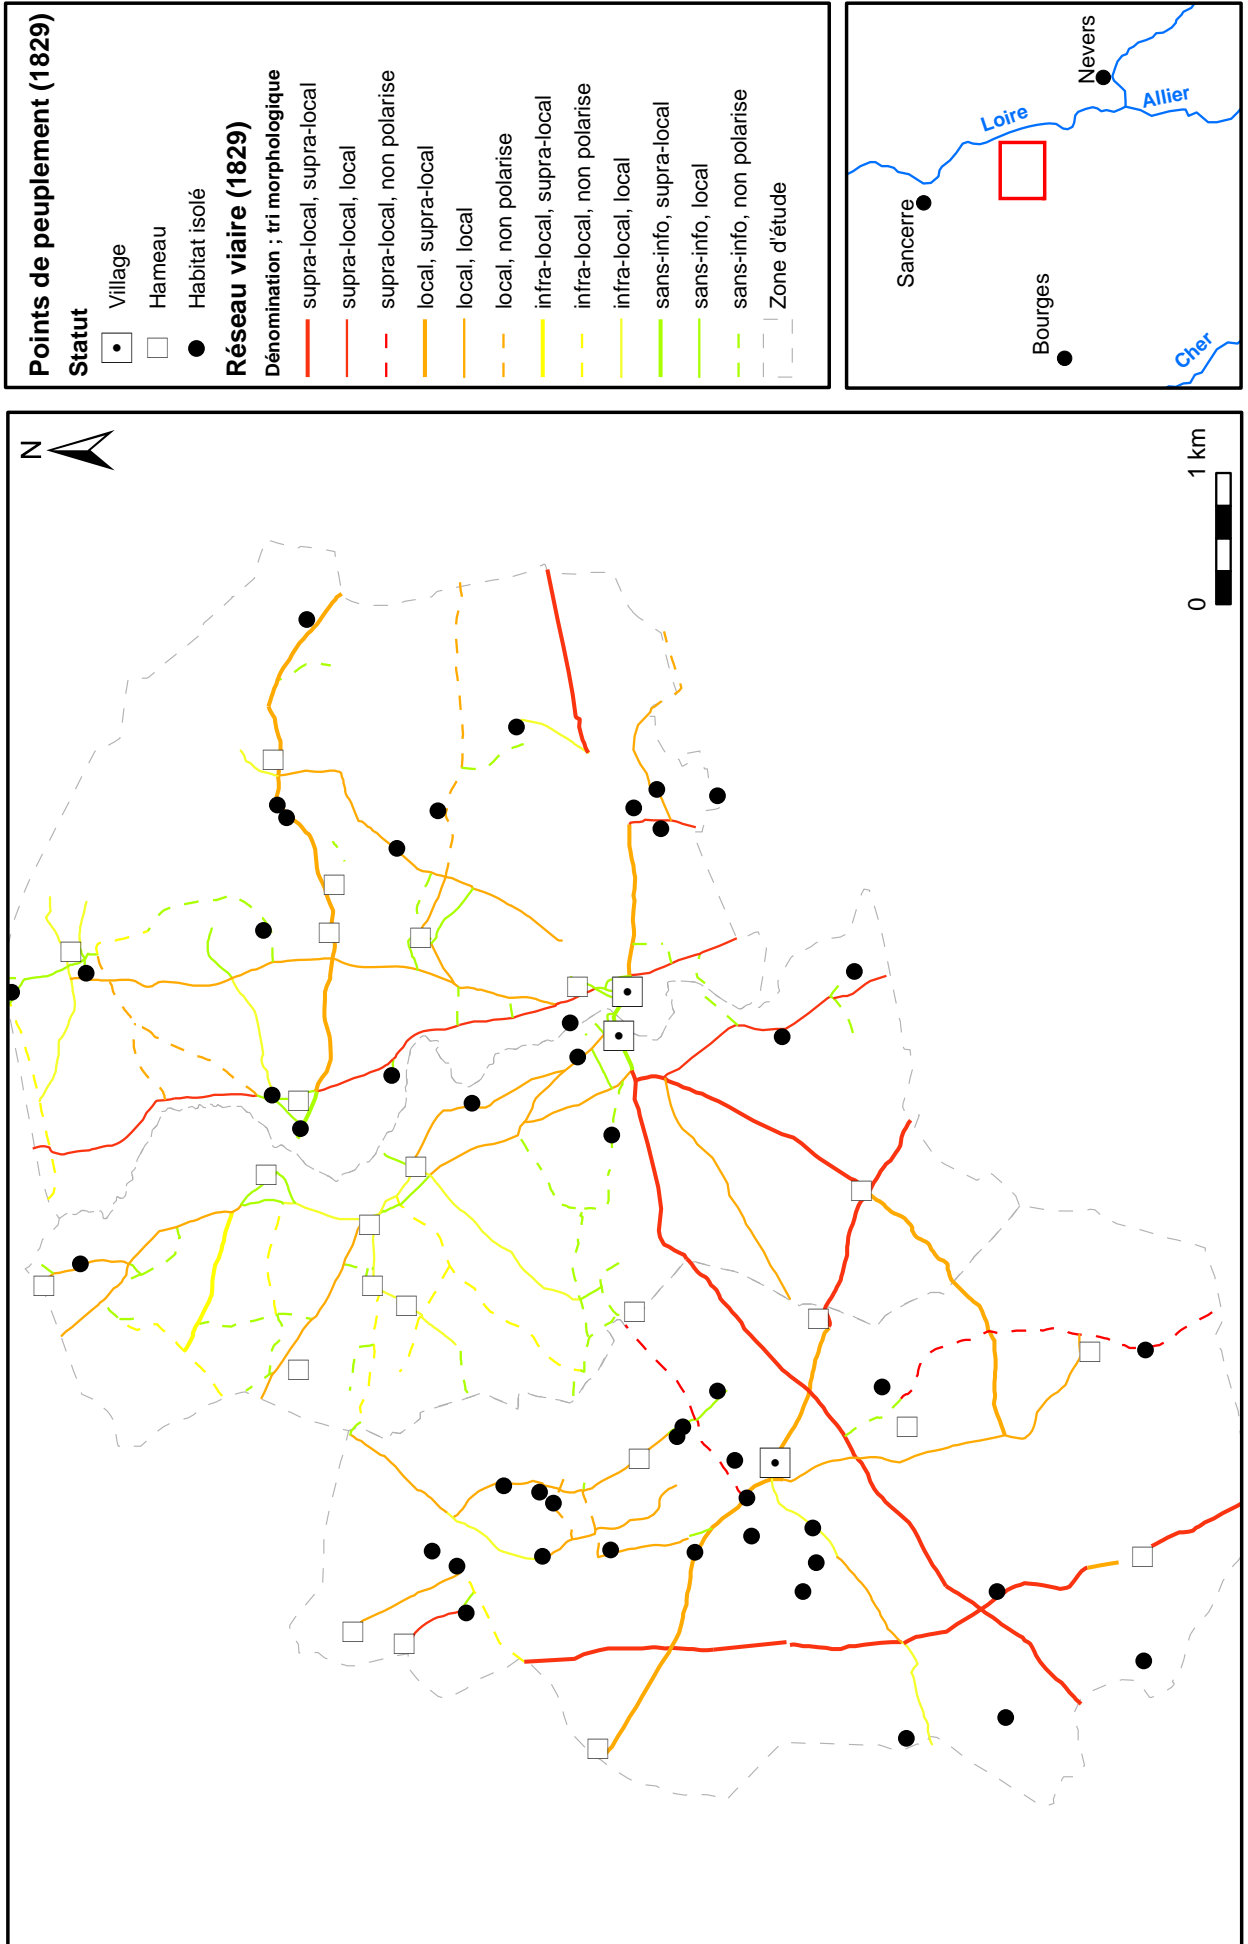 Points de peuplement (1829)
Statut
Village
Hameau
Habitat isolé
Réseau viaire (1829)
Dénomination ; tri morphologique
supra-local, supra-local
supra-local, local
supra-local, non polarise
local, supra-local
local, local
local, non polarise
infra-local, supra-local
infra-local, non polarise
infra-local, local
sans-info, supra-local
sans-info, local
sans-info, non polarise
Zone d'étude
Sancerre
Loire
Nevers
Allier
Bourges
Cher
N
0 1 km